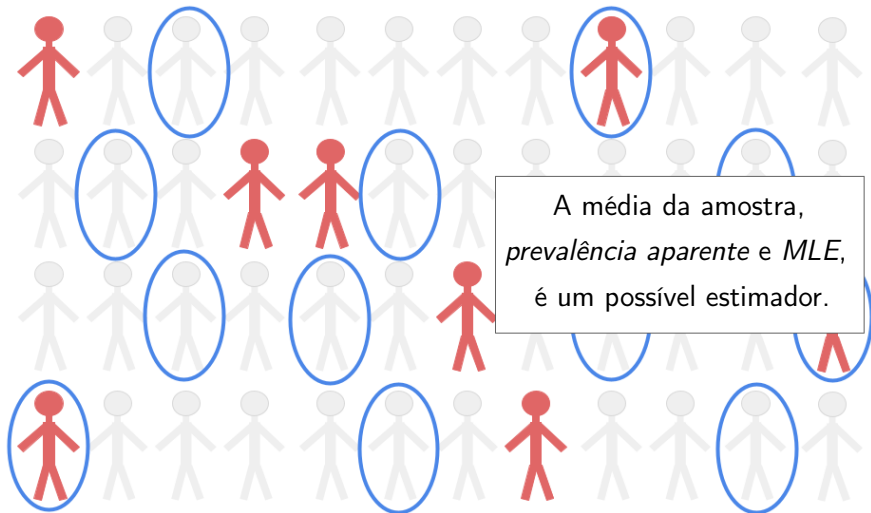 A média da amostra,
prevalência aparente e MLE,
é um possível estimador.